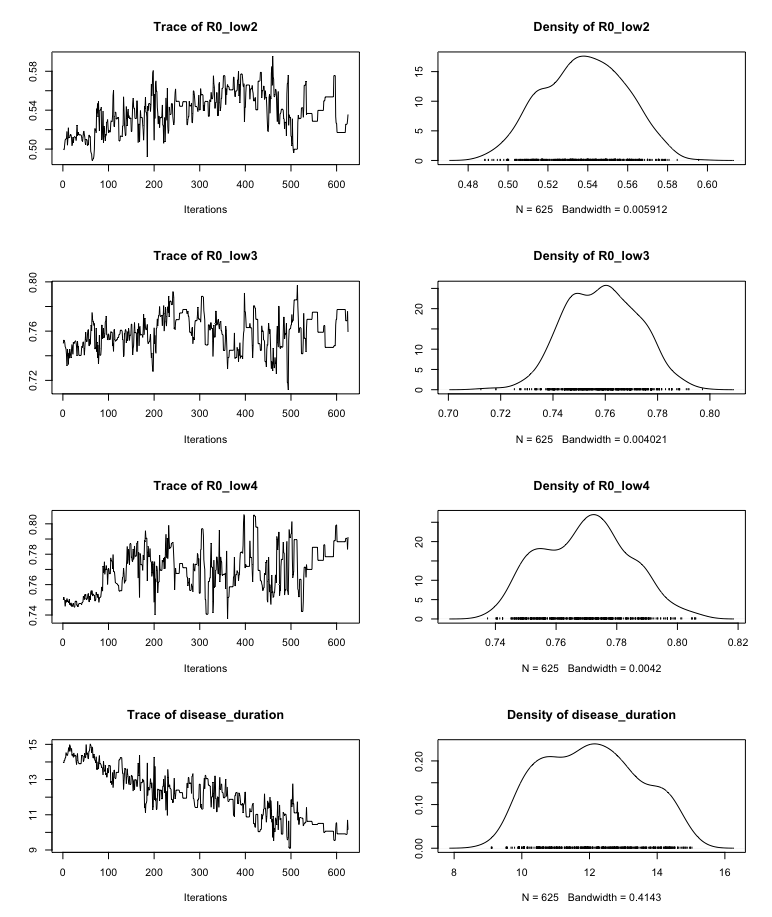 Trace of R0_low2
0.50 0.54 0.58
0 100 200 300 400 500 600
Iterations
Density of R0_low2
0 5 10 15
0.48 0.50 0.52 0.54 0.56 0.58 0.60
N = 625 Bandwidth = 0.005912
Trace of R0_low3
0.72 0.76 0.80
0 100 200 300 400 500 600
Iterations
Density of R0_low3
0 5 10 20
0.70 0.72 0.74 0.76 0.78 0.80
N = 625 Bandwidth = 0.004021
Trace of R0_low4
0.74 0.76 0.78 0.80
0 100 200 300 400 500 600
Iterations
Density of R0_low4
0 5 10 20
0.74 0.76 0.78 0.80 0.82
N = 625 Bandwidth = 0.0042
Trace of disease_duration
9 11 13 15
0 100 200 300 400 500 600
Iterations
Density of disease_duration
0.00 0.10 0.20
8 10 12 14 16
N = 625 Bandwidth = 0.4143